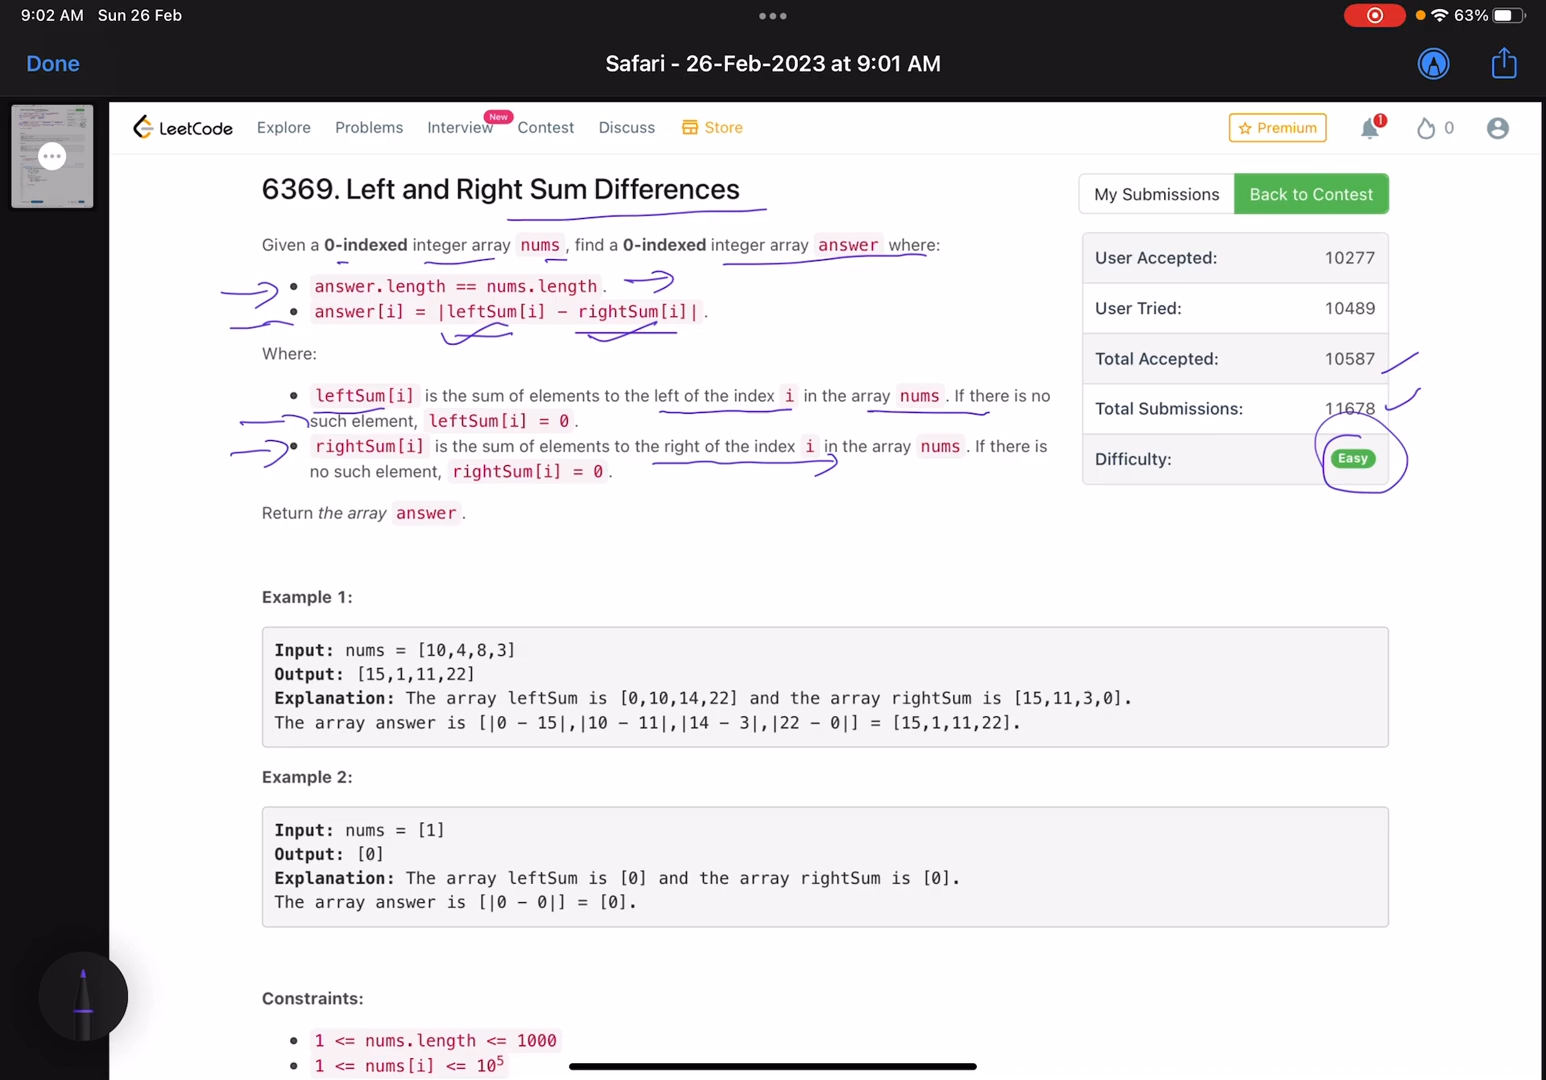 9:02 AM Sun 26 Feb
63%
Done
Safari - 26-Feb-2023 at 9:01 AM
LeetCode Explore Problems Interview New Contest Discuss Store
Premium 1 0
6369. Left and Right Sum Differences
My Submissions Back to Contest
Given a 0-indexed integer array nums, find a 0-indexed integer array answer where:
answer.length == nums.length.
answer[i] = |leftSum[i] - rightSum[i]|.
Where:
leftSum[i] is the sum of elements to the left of the index i in the array nums. If there is no
such element, leftSum[i] = 0.
rightSum[i] is the sum of elements to the right of the index i in the array nums. If there is
no such element, rightSum[i] = 0.
Return the array answer.
User Accepted: 10277
User Tried: 10489
Total Accepted: 10587
Total Submissions: 11678
Difficulty: Easy
Example 1:
Input: nums = [10,4,8,3]
Output: [15,1,11,22]
Explanation: The array leftSum is [0,10,14,22] and the array rightSum is [15,11,3,0].
The array answer is [|0 - 15|,|10 - 11|,|14 - 3|,|22 - 0|] = [15,1,11,22].
Example 2:
Input: nums = [1]
Output: [0]
Explanation: The array leftSum is [0] and the array rightSum is [0].
The array answer is [|0 - 0|] = [0].
Constraints:
1 <= nums.length <= 1000
1 <= nums[i] <= 10⁵